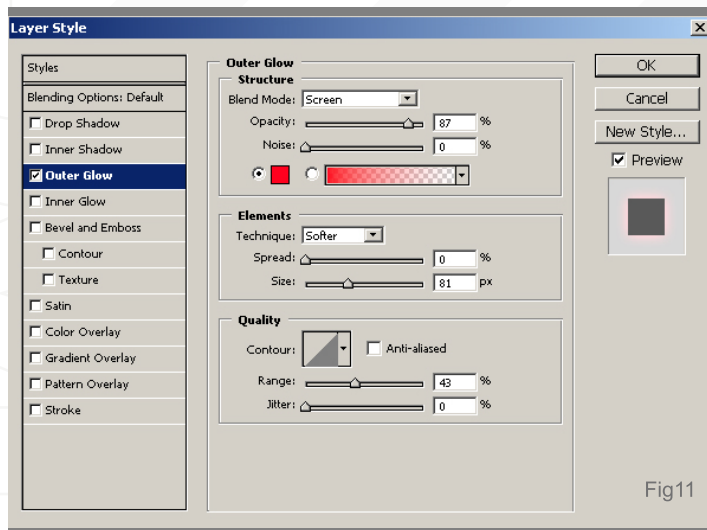 Layer Style
Styles
Blending Options: Default
Drop Shadow
Inner Shadow
Outer Glow
Inner Glow
Bevel and Emboss
Contour
Texture
Satin
Color Overlay
Gradient Overlay
Pattern Overlay
Stroke
Outer Glow
Structure
Blend Mode: Screen
Opacity: 87 %
Noise: 0 %
Elements
Technique: Softer
Spread: 0 %
Size: 81 px
Quality
Contour: Anti-aliased
Range: 43 %
Jitter: 0 %
OK
Cancel
New Style...
Preview
Fig11